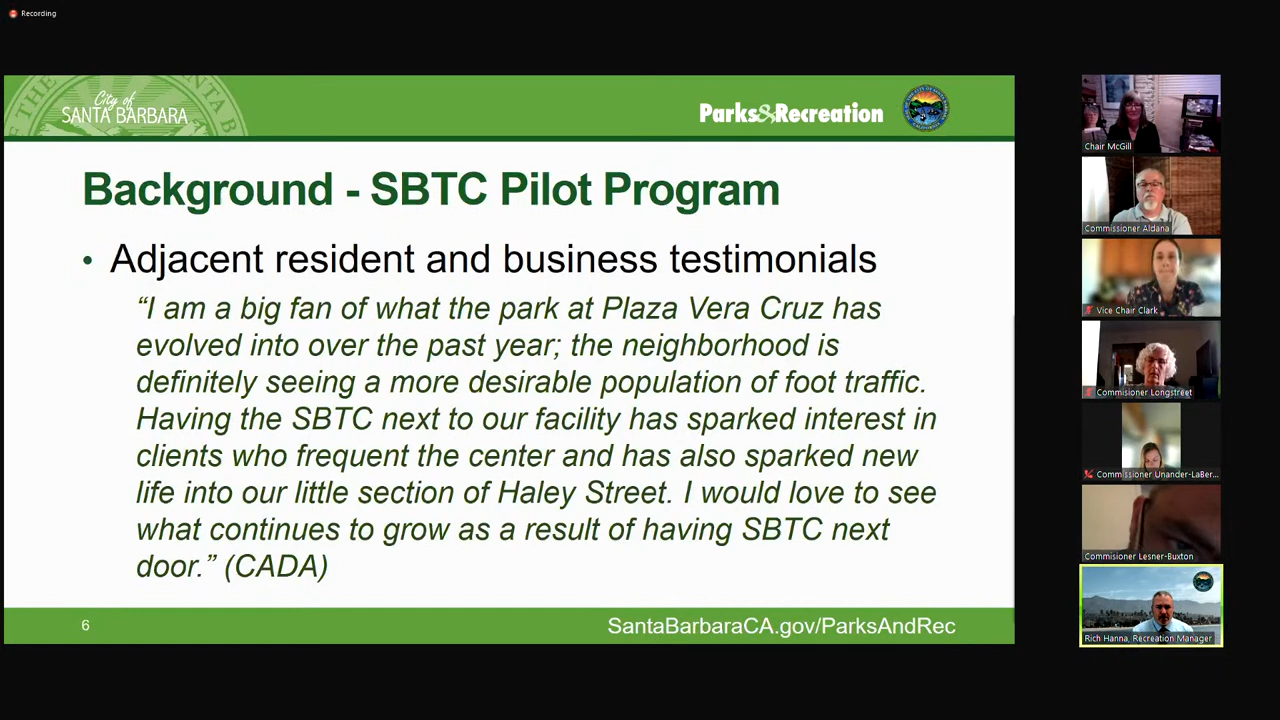 Recording
City of
SANTA BARBARA
Parks&Recreation
Background - SBTC Pilot Program
• Adjacent resident and business testimonials
“I am a big fan of what the park at Plaza Vera Cruz has
evolved into over the past year; the neighborhood is
definitely seeing a more desirable population of foot traffic.
Having the SBTC next to our facility has sparked interest in
clients who frequent the center and has also sparked new
life into our little section of Haley Street. I would love to see
what continues to grow as a result of having SBTC next
door.” (CADA)
6
SantaBarbaraCA.gov/ParksAndRec
Chair McGill
Commissioner Aldana
Vice Chair Clark
Commisioner Longstreet
Commissioner Unander-LaBer...
Commisioner Lesner-Buxton
Rich Hanna, Recreation Manager